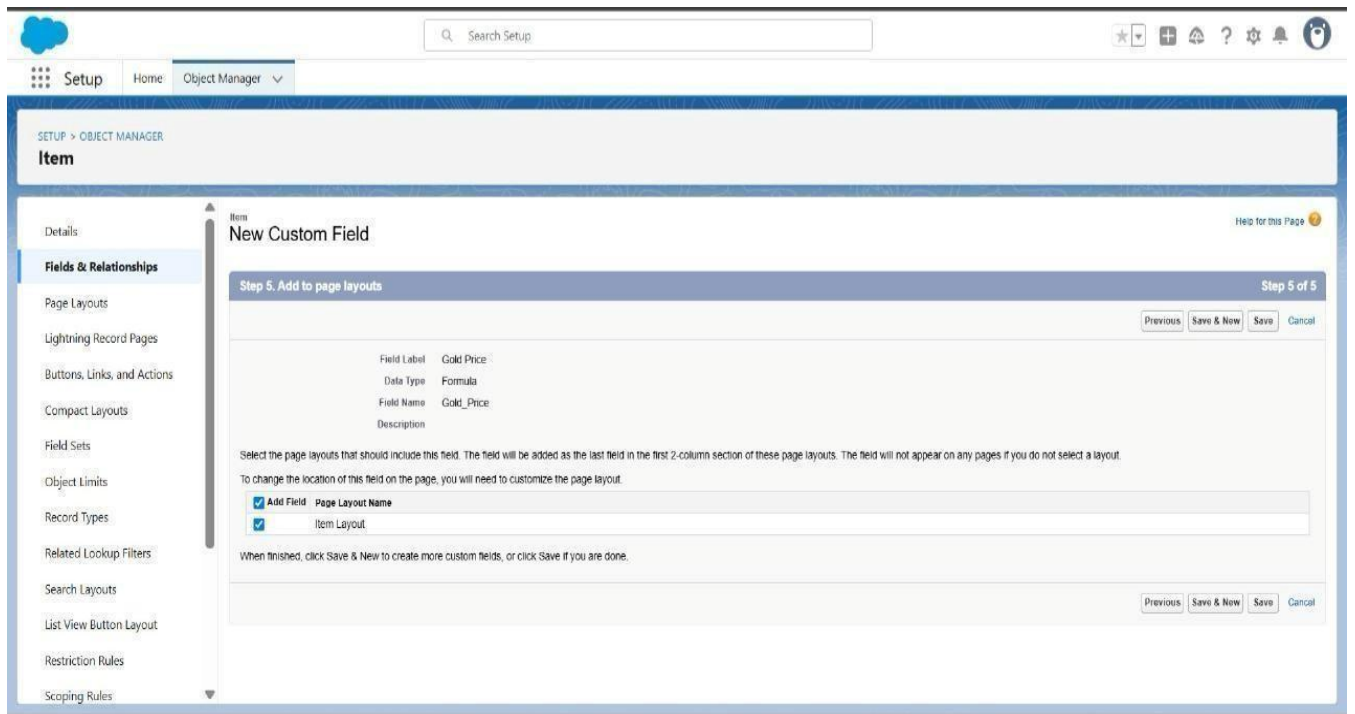 Search Setup
Setup
Home
Object Manager
SETUP > OBJECT MANAGER
Item
Details
Fields & Relationships
Page Layouts
Lightning Record Pages
Buttons, Links, and Actions
Compact Layouts
Field Sets
Object Limits
Record Types
Related Lookup Filters
Search Layouts
List View Button Layout
Restriction Rules
Scoping Rules
Item
New Custom Field
Help for this Page
Step 5. Add to page layouts Step 5 of 5
Previous Save & New Save Cancel
Field Label Gold Price
Data Type Formula
Field Name Gold_Price
Description
Select the page layouts that should include this field. The field will be added as the last field in the first 2-column section of these page layouts. The field will not appear on any pages if you do not select a layout.
To change the location of this field on the page, you will need to customize the page layout.
Add Field Page Layout Name
Item Layout
When finished, click Save & New to create more custom fields, or click Save if you are done.
Previous Save & New Save Cancel